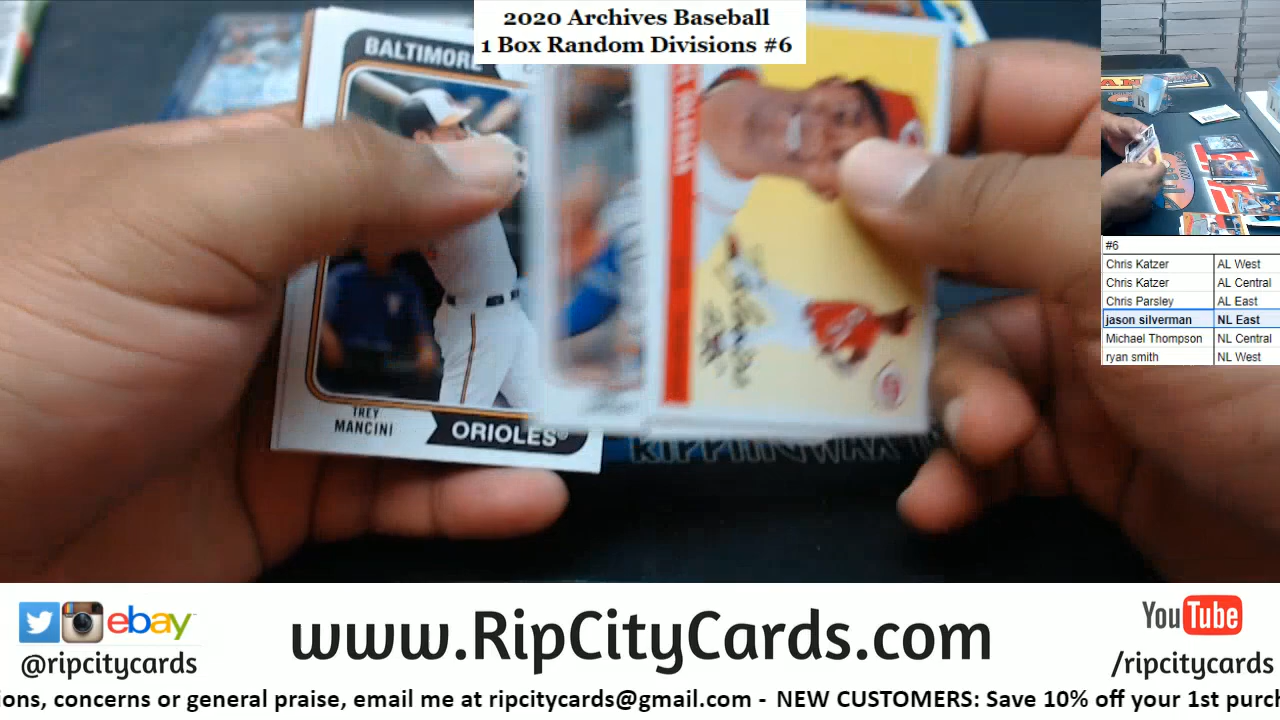 2020 Archives Baseball
1 Box Random Divisions #6
BALTIMORE
TREY
MANCINI
ORIOLES
#6
Chris Katzer AL West
Chris Katzer AL Central
Chris Parsley AL East
jason silverman NL East
Michael Thompson NL Central
ryan smith NL West
ebay
@ripcitycards
www.RipCityCards.com
YouTube
/ripcitycards
ions, concerns or general praise, email me at ripcitycards@gmail.com - NEW CUSTOMERS: Save 10% off your 1st purch